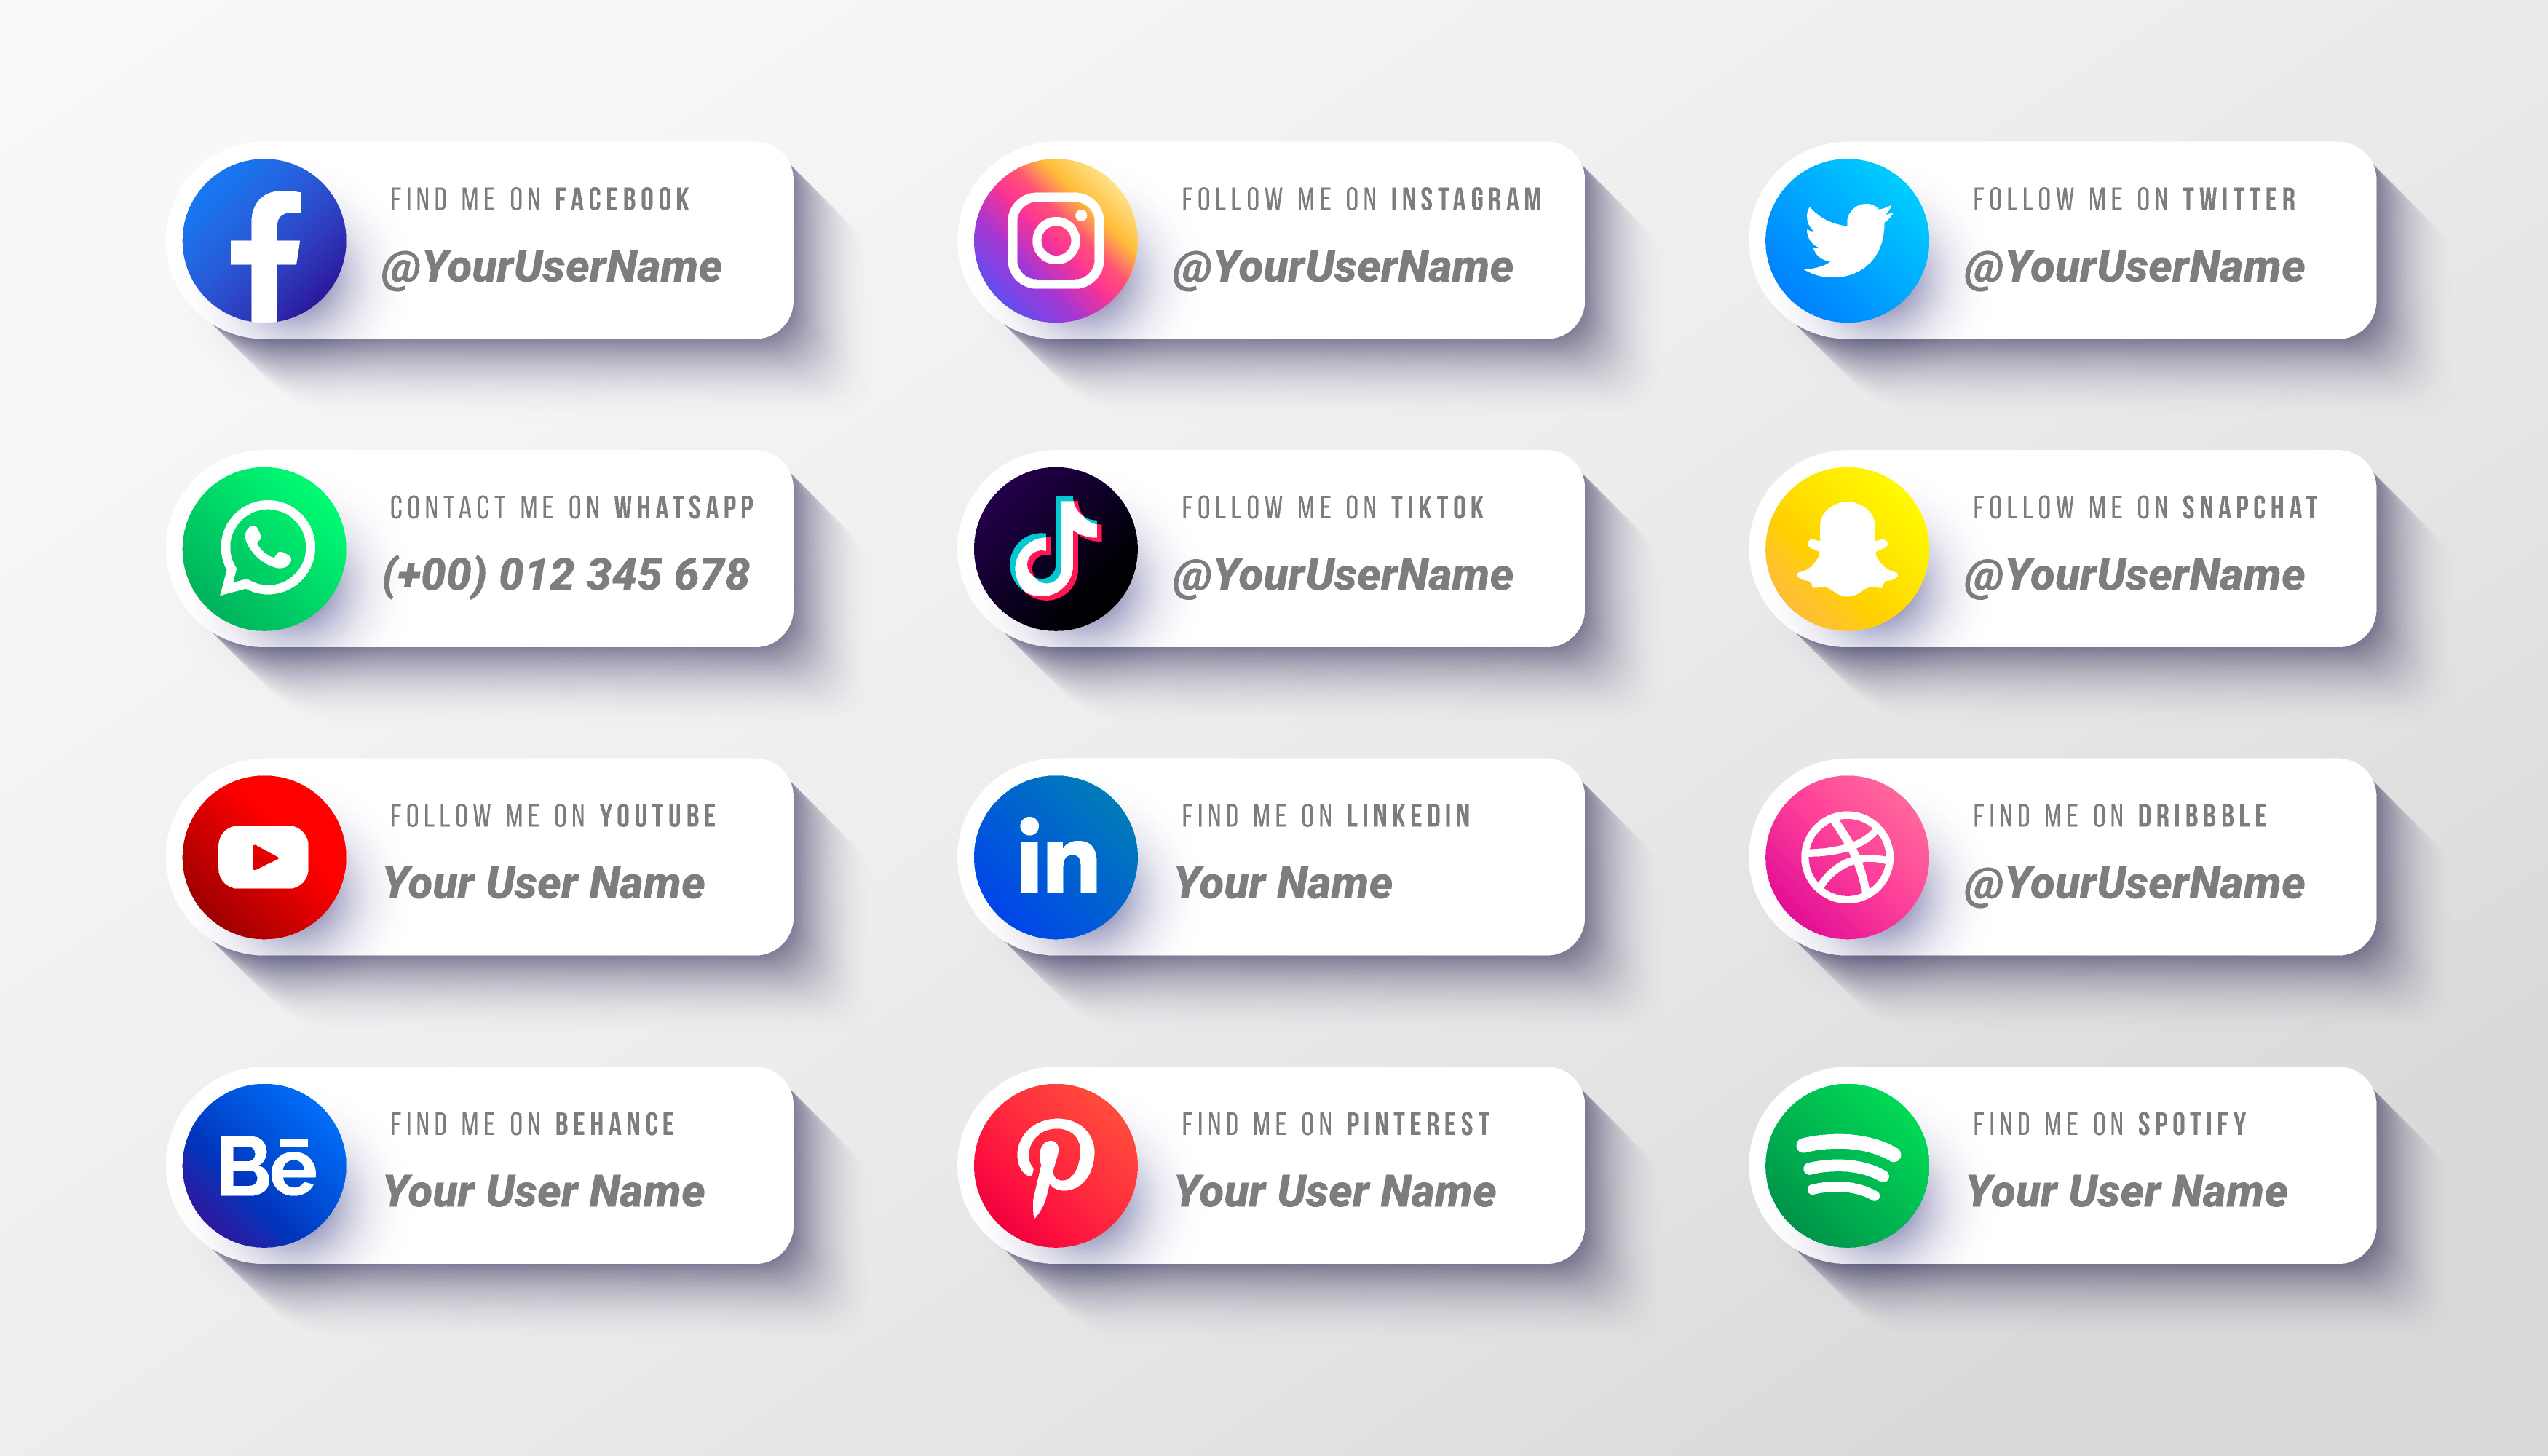 FIND ME ON FACEBOOK
@YourUserName
FOLLOW ME ON INSTAGRAM
@YourUserName
FOLLOW ME ON TWITTER
@YourUserName
CONTACT ME ON WHATSAPP
(+00) 012 345 678
FOLLOW ME ON TIKTOK
@YourUserName
FOLLOW ME ON SNAPCHAT
@YourUserName
FOLLOW ME ON YOUTUBE
Your User Name
in
FIND ME ON LINKEDIN
Your Name
FIND ME ON DRIBBBLE
@YourUserName
Bē
FIND ME ON BEHANCE
Your User Name
FIND ME ON PINTEREST
Your User Name
FIND ME ON SPOTIFY
Your User Name